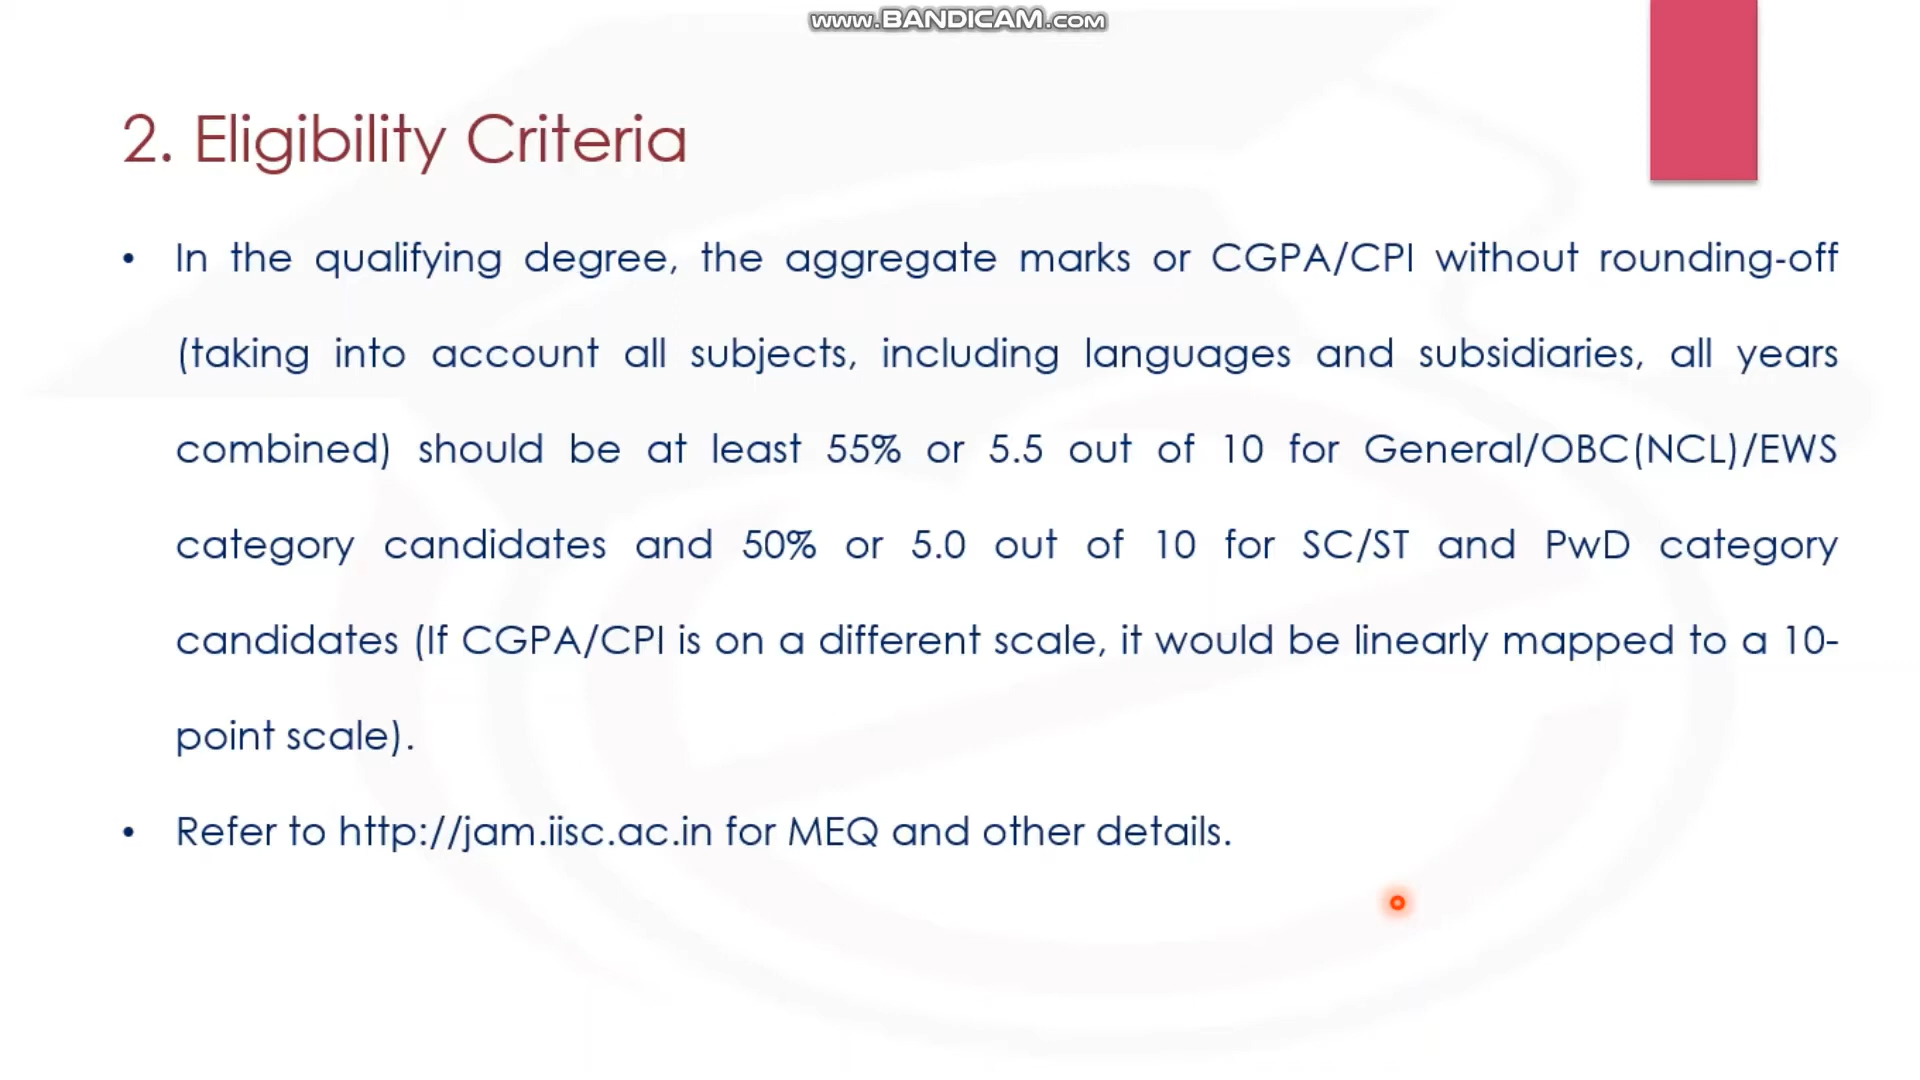 www.BANDICAM.com
2. Eligibility Criteria
• In the qualifying degree, the aggregate marks or CGPA/CPI without rounding-off
(taking into account all subjects, including languages and subsidiaries, all years
combined) should be at least 55% or 5.5 out of 10 for General/OBC(NCL)/EWS
category candidates and 50% or 5.0 out of 10 for SC/ST and PwD category
candidates (If CGPA/CPI is on a different scale, it would be linearly mapped to a 10-
point scale).
• Refer to http://jam.iisc.ac.in for MEQ and other details.